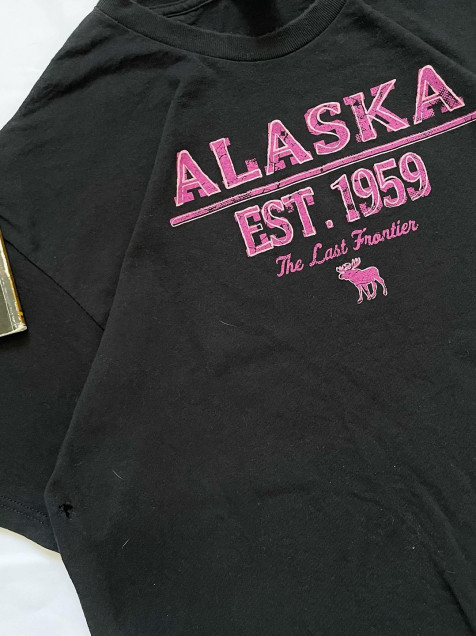 ALASKA
EST. 1959
The Last Frontier